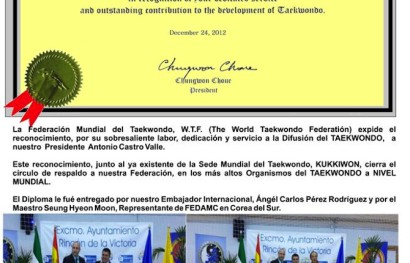 in recognition of your dedicated service
and outstanding contribution to the development of Taekwondo.
December 24, 2012
Chungwon Choue
Chungwon Choue
President
La Federación Mundial del Taekwondo, W.T.F. (The World Taekwondo Federatión) expide el
reconocimiento, por su sobresaliente labor, dedicación y servicio a la Difusión del TAEKWONDO, a
nuestro Presidente Antonio Castro Valle.
Este reconocimiento, junto al ya existente de la Sede Mundial del Taekwondo, KUKKIWON, cierra el
círculo de respaldo a nuestra Federación, en los más altos Organismos del TAEKWONDO a NIVEL
MUNDIAL.
El Diploma le fué entregado por nuestro Embajador Internacional, Ángel Carlos Pérez Rodríguez y por el
Maestro Seung Hyeon Moon, Representante de FEDAMC en Corea del Sur.
Excmo. Ayuntamiento
Rincón de la Victoria
Excmo. Ayuntamiento
Rincón de la Victoria